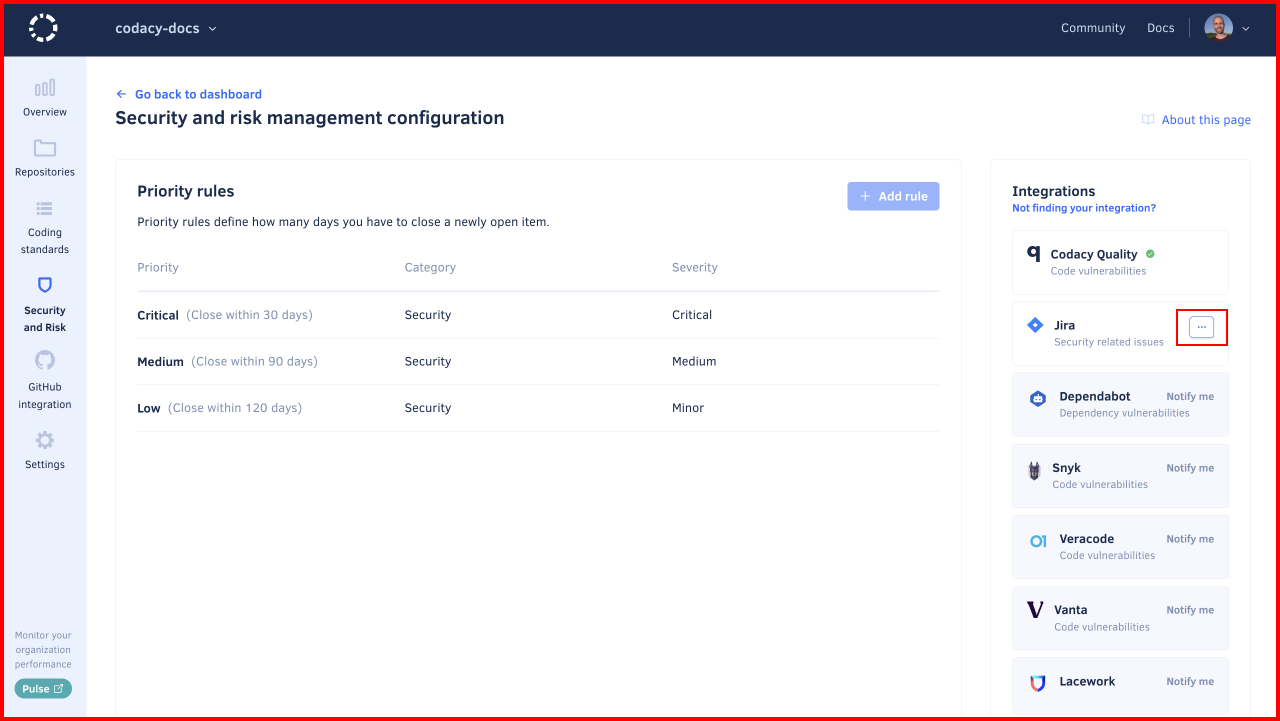 codacy-docs
Community
Docs
Overview
Repositories
Coding
standards
Security
and Risk
GitHub
integration
Settings
Monitor your
organization
performance
Pulse
Go back to dashboard
Security and risk management configuration
About this page
Priority rules
+ Add rule
Priority rules define how many days you have to close a newly open item.
Priority Category Severity
Critical (Close within 30 days) Security Critical
Medium (Close within 90 days) Security Medium
Low (Close within 120 days) Security Minor
Integrations
Not finding your integration?
Codacy Quality
Code vulnerabilities
Jira
Security related issues
...
Dependabot Notify me
Dependency vulnerabilities
Snyk Notify me
Code vulnerabilities
Veracode Notify me
Code vulnerabilities
Vanta Notify me
Code vulnerabilities
Lacework Notify me